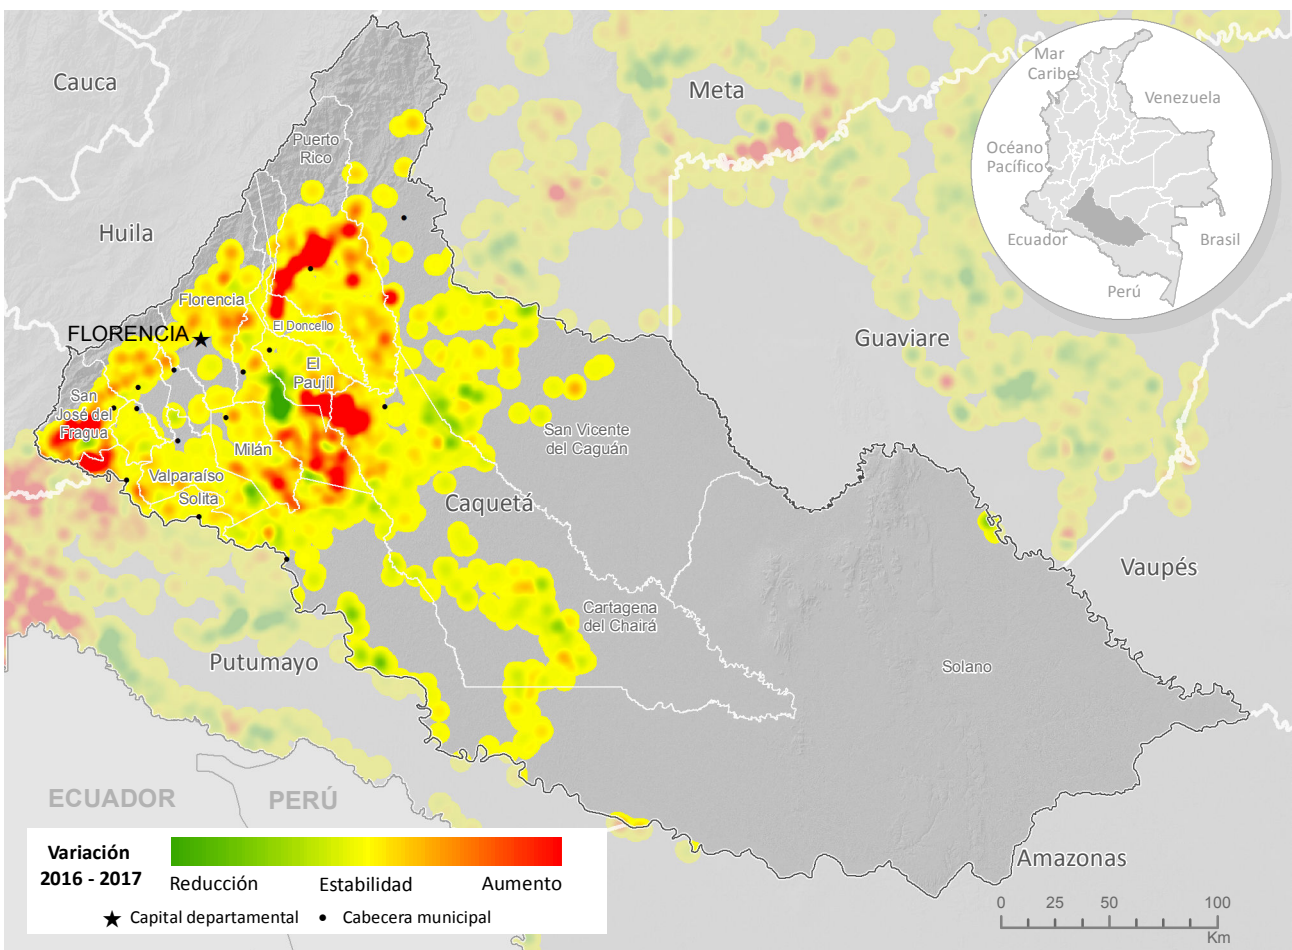 Cauca
Meta
Mar
Caribe
Venezuela
Océano
Pacífico
Ecuador
Brasil
Perú
Puerto
Rico
Huila
Florencia
FLORENCIA
El Doncello
El
Paujíl
Guaviare
San
José del
Fragua
San Vicente
del Caguán
Milán
Valparaíso
Solita
Caquetá
Vaupés
Cartagena
del Chairá
Putumayo
Solano
ECUADOR
PERÚ
Amazonas
Variación
2016 - 2017
Reducción
Estabilidad
Aumento
Capital departamental
Cabecera municipal
0 25 50 100
Km